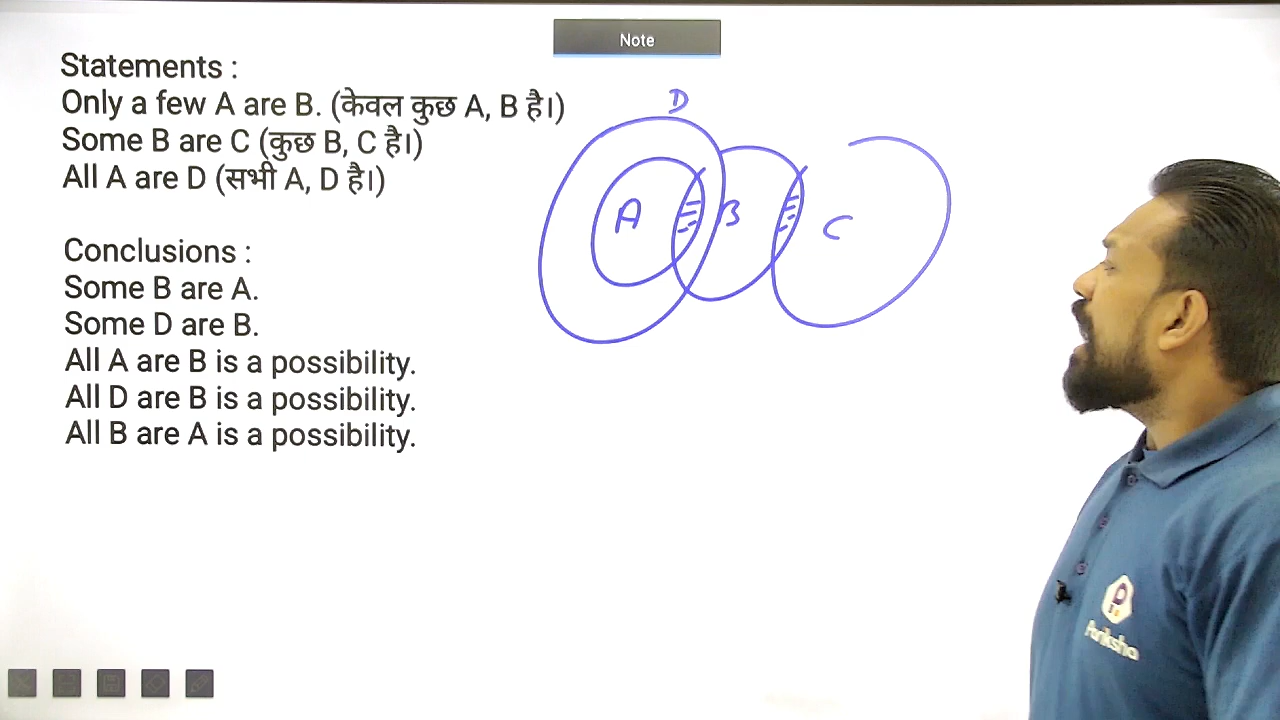 Note
Statements :
Only a few A are B. (केवल कुछ A, B है।)
Some B are C (कुछ B, C है।)
All A are D (सभी A, D है।)
Conclusions :
Some B are A.
Some D are B.
All A are B is a possibility.
All D are B is a possibility.
All B are A is a possibility.
D
A B C
Pariksha